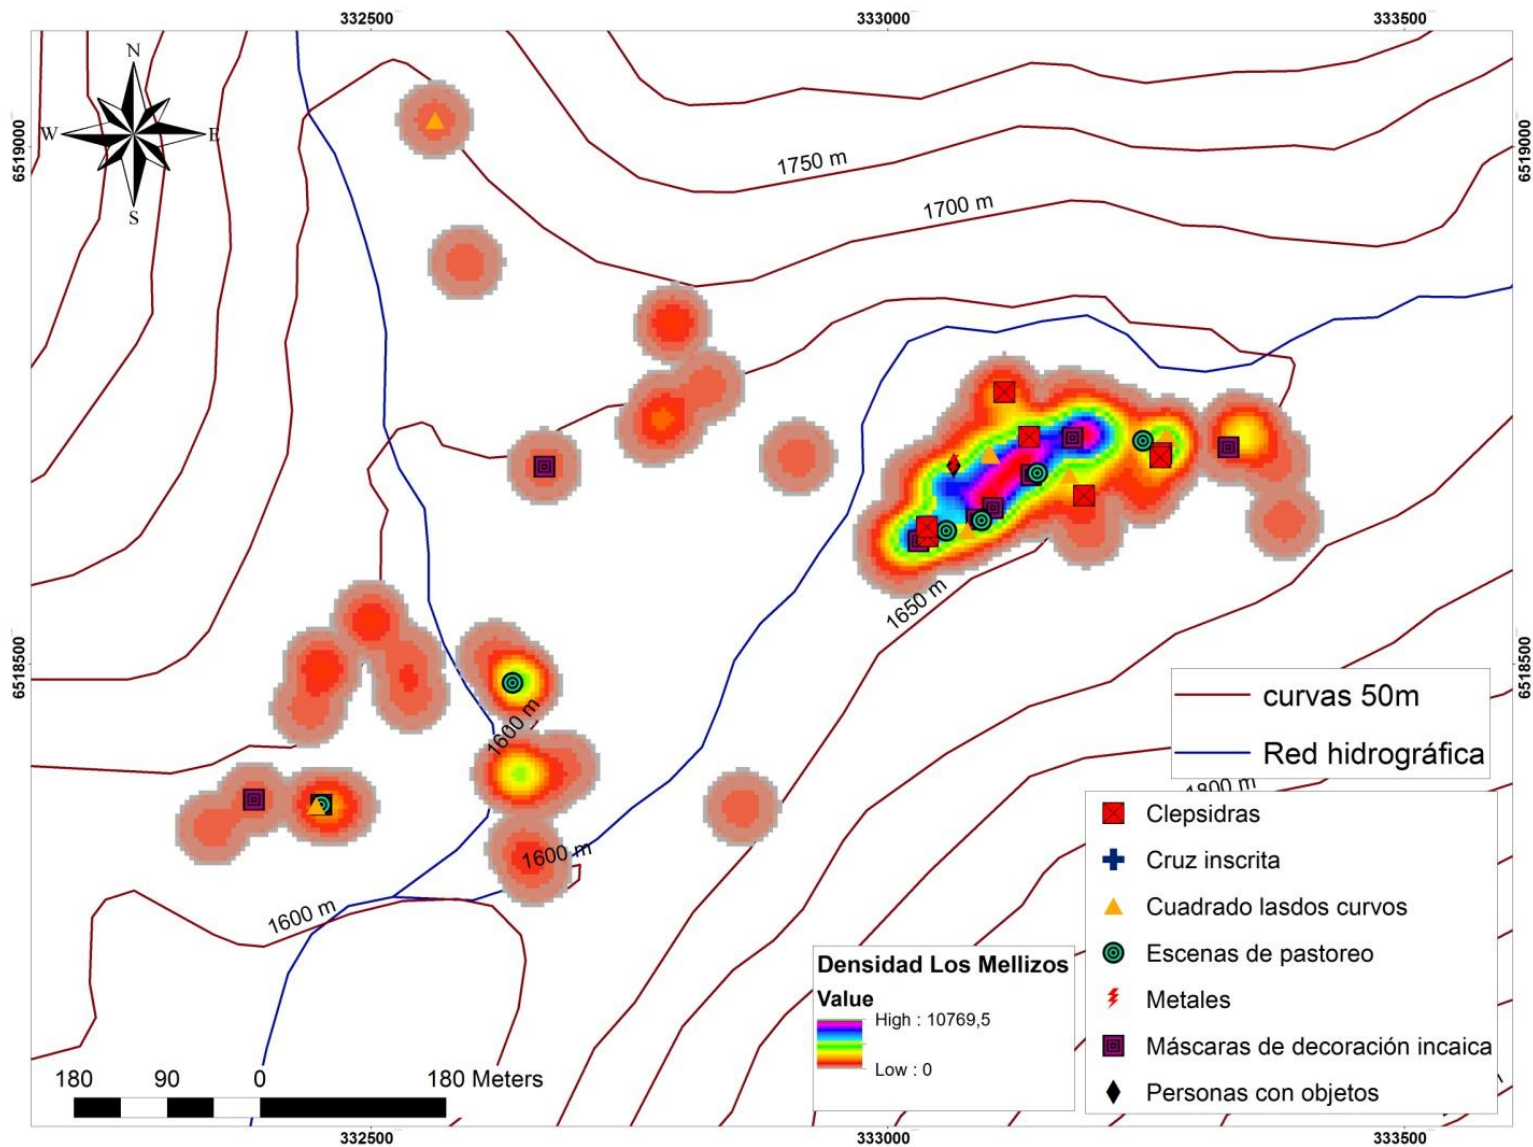 332500
333000
333500
N
W
E
S
6519000
6519000
1750 m
1700 m
1650 m
6518500
6518500
1600 m
curvas 50m
Red hidrográfica
1800 m
Clepsidras
1600 m
Cruz inscrita
1600 m
Cuadrado lasdos curvos
Escenas de pastoreo
Densidad Los Mellizos
Value
High : 10769,5
Low : 0
Metales
Máscaras de decoración incaica
Personas con objetos
180 90 0 180 Meters
332500
333000
333500